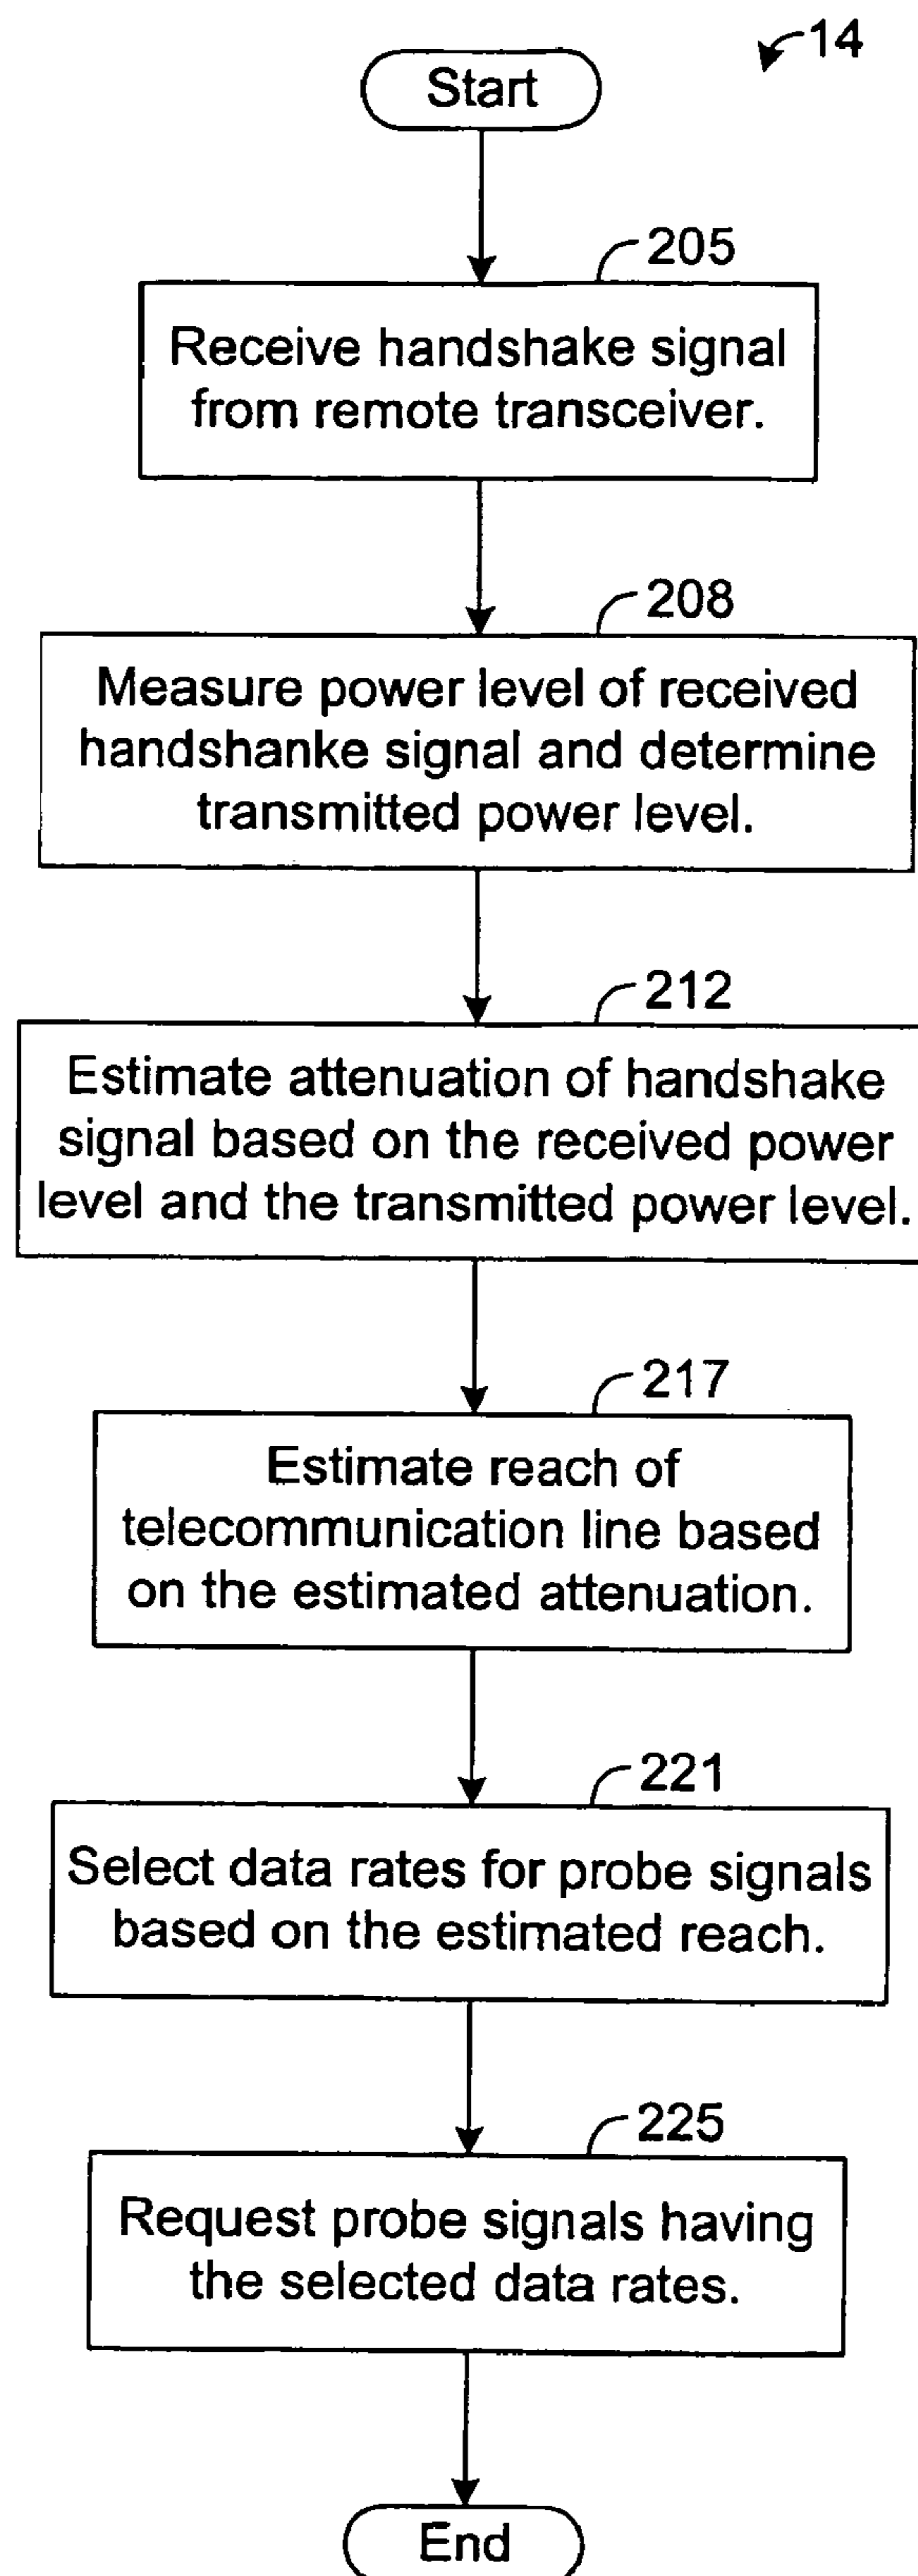 14
Start
205
Receive handshake signal
from remote transceiver.
208
Measure power level of received
handshanke signal and determine
transmitted power level.
212
Estimate attenuation of handshake
signal based on the received power
level and the transmitted power level.
217
Estimate reach of
telecommunication line based
on the estimated attenuation.
221
Select data rates for probe signals
based on the estimated reach.
225
Request probe signals having
the selected data rates.
End